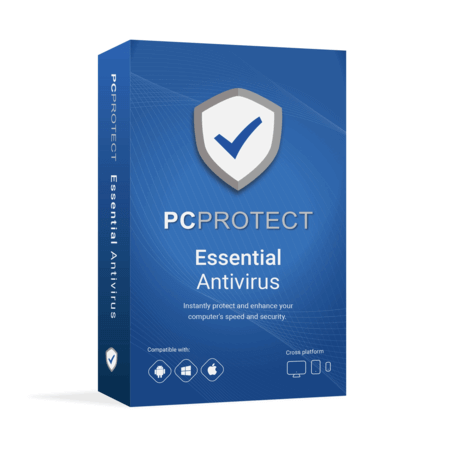 PCPROTECT Essential Antivirus
PCPROTECT
Essential
Antivirus
Instantly protect and enhance your
computer's speed and security.
Compatible with:
Cross platform